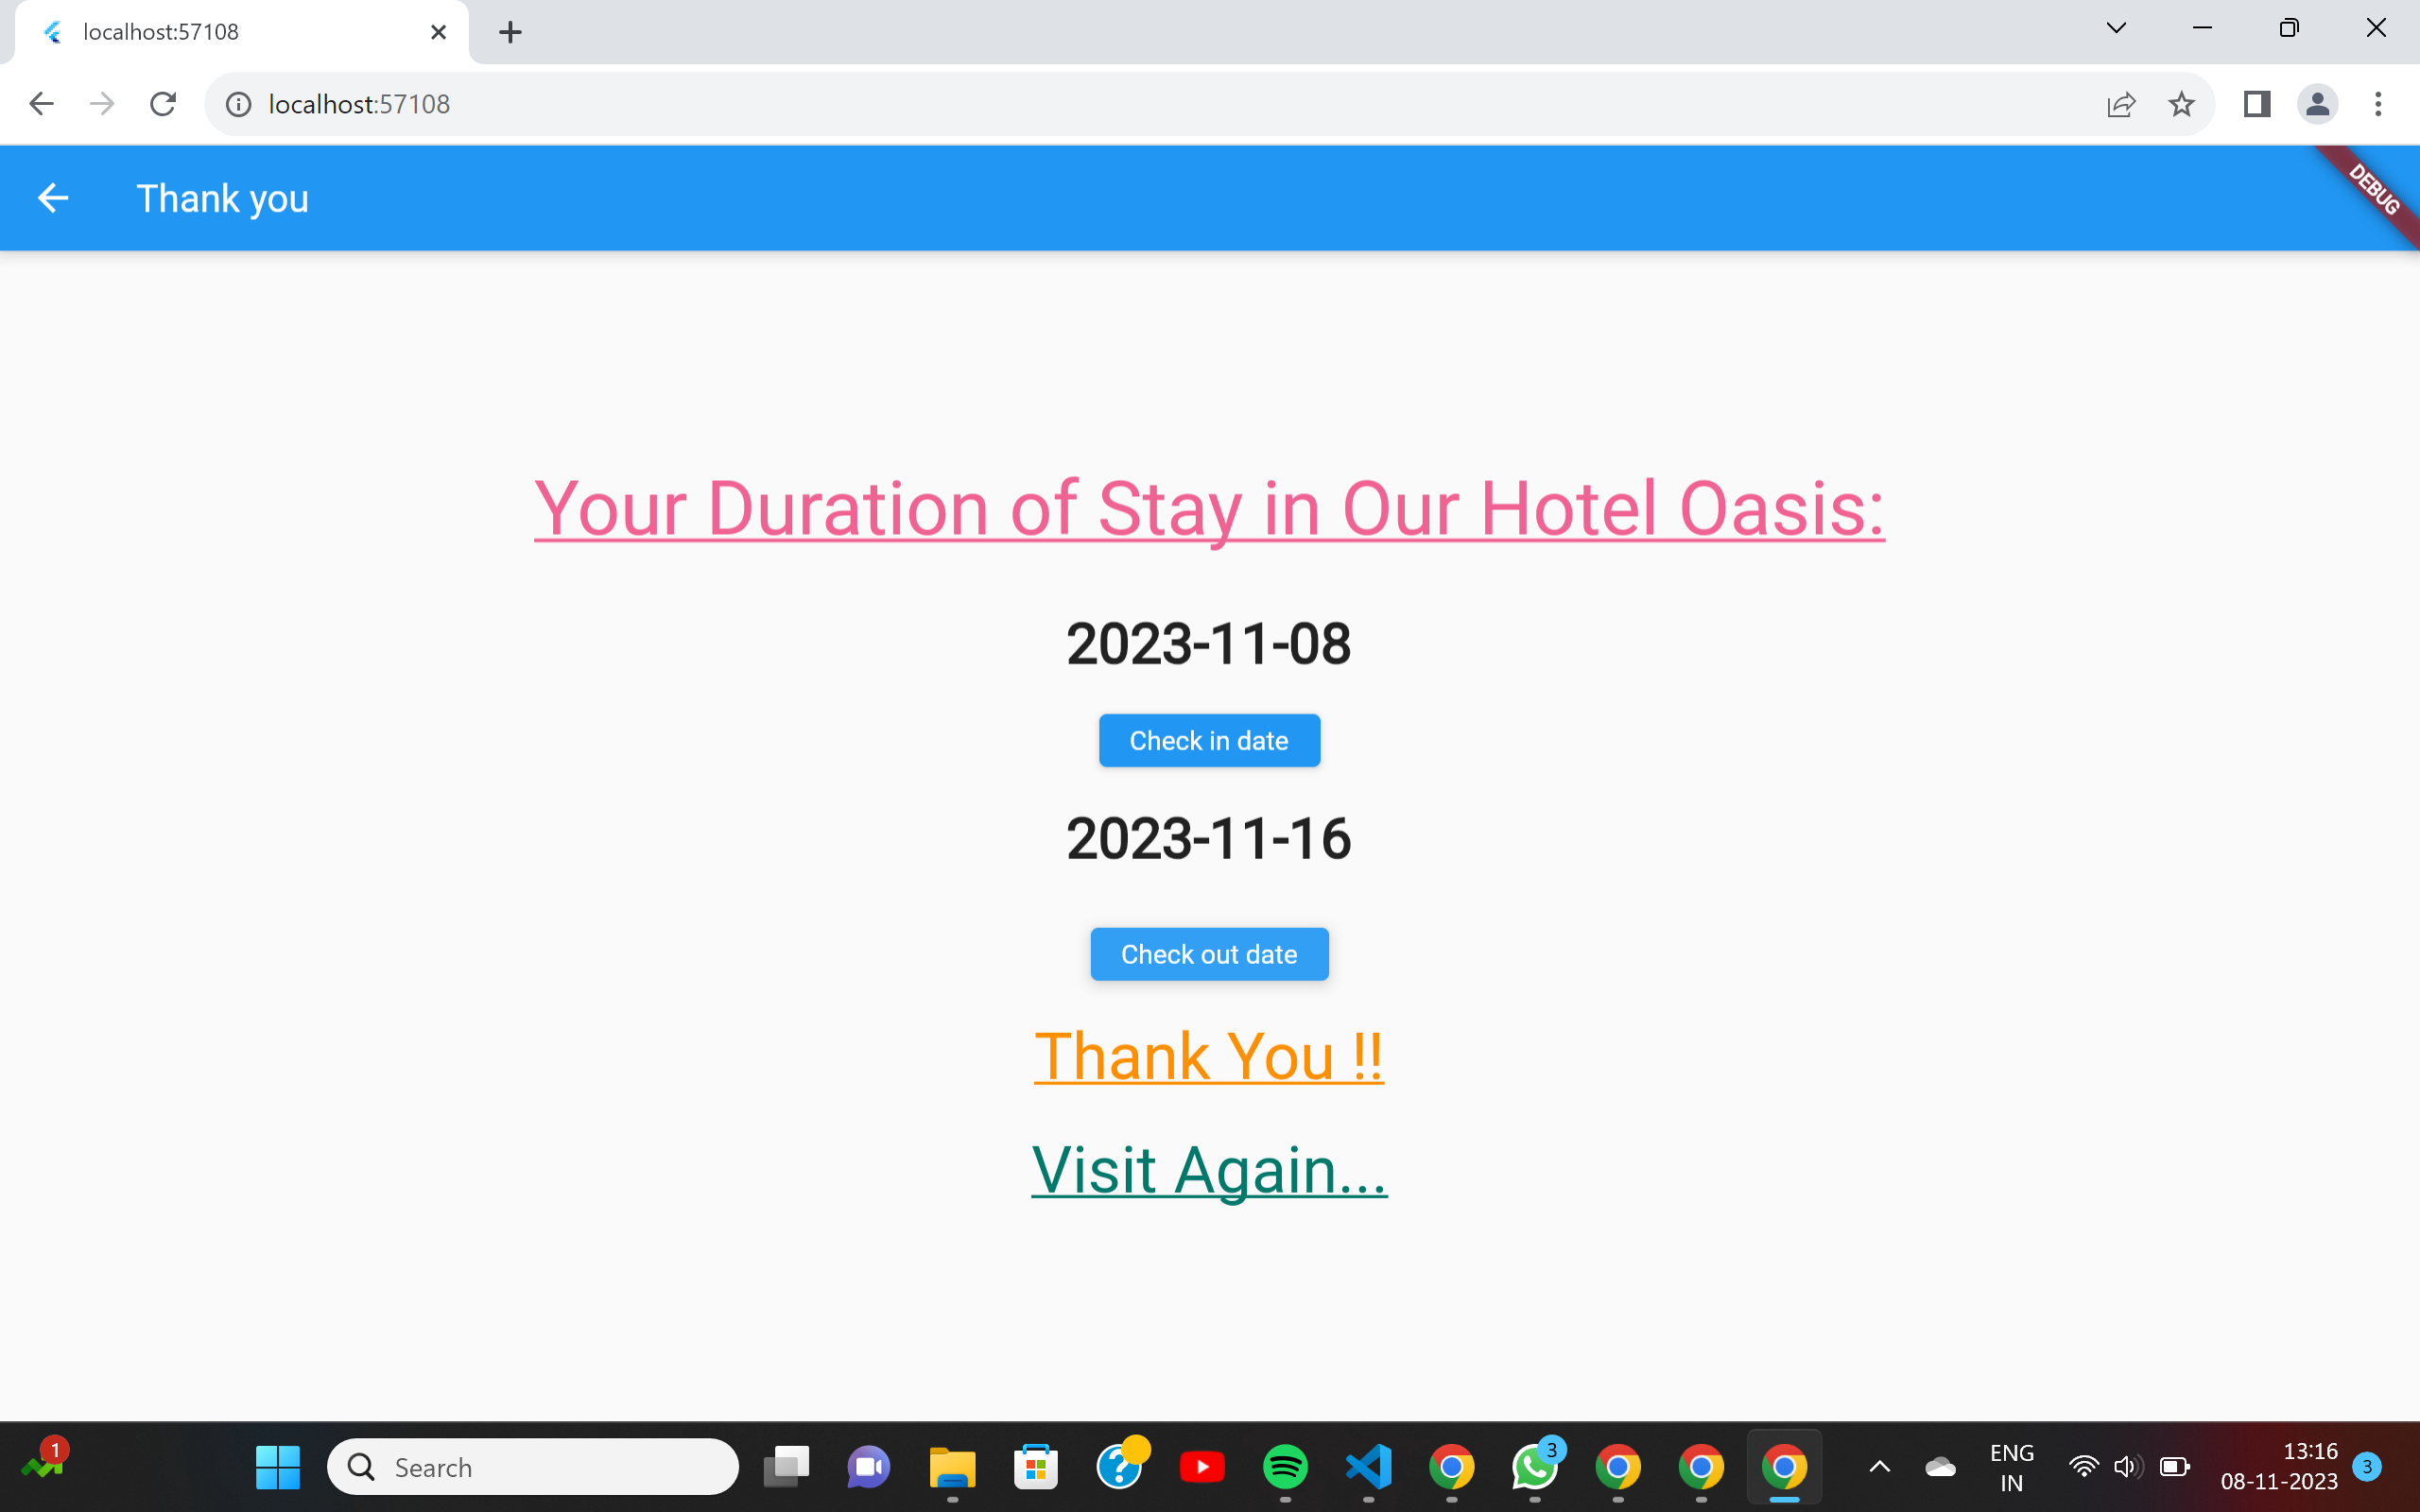 localhost:57108
localhost:57108
Thank you
DEBUG
Your Duration of Stay in Our Hotel Oasis:
2023-11-08
Check in date
2023-11-16
Check out date
Thank You !!
Visit Again...
1
Search
3
ENG
IN
13:16
08-11-2023
3